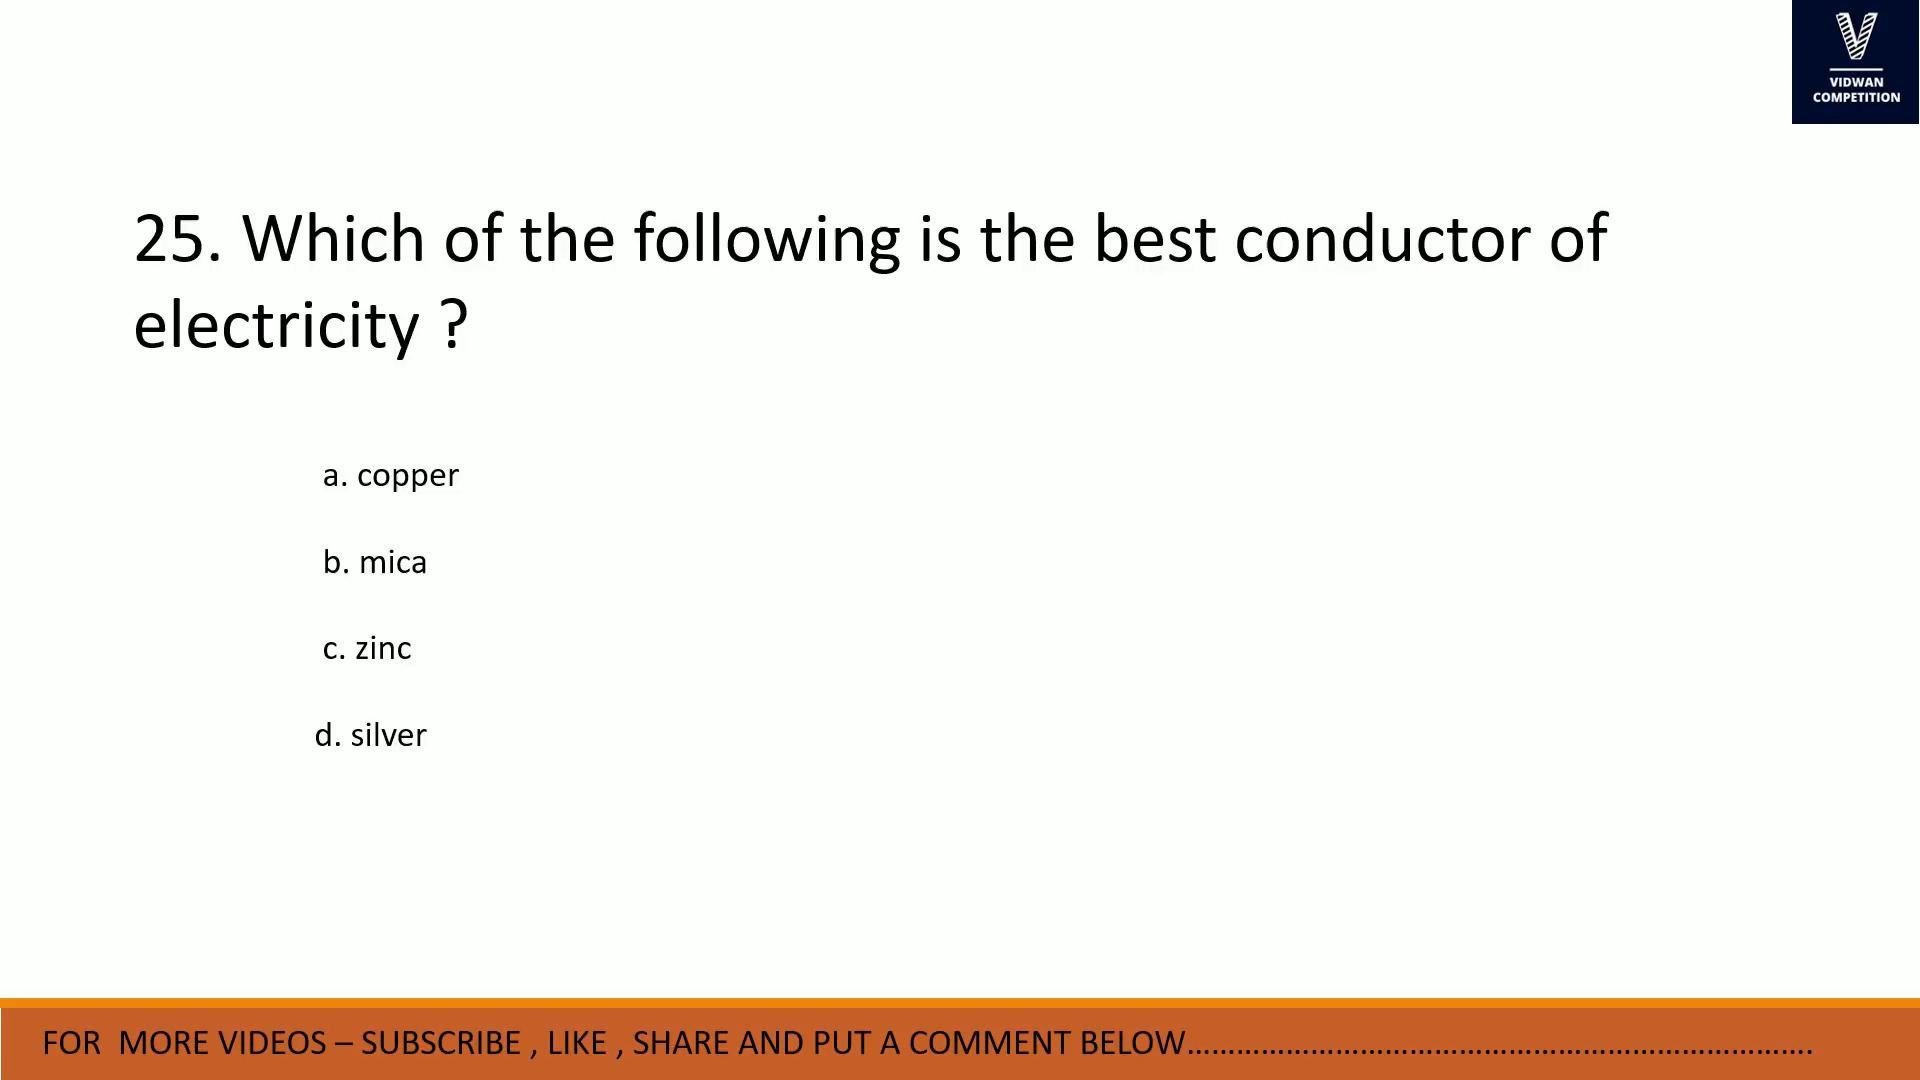 V
VIDWAN
COMPETITION
25. Which of the following is the best conductor of
electricity ?
a. copper
b. mica
c. zinc
d. silver
FOR  MORE VIDEOS – SUBSCRIBE , LIKE , SHARE AND PUT A COMMENT BELOW………………………………………………………………….